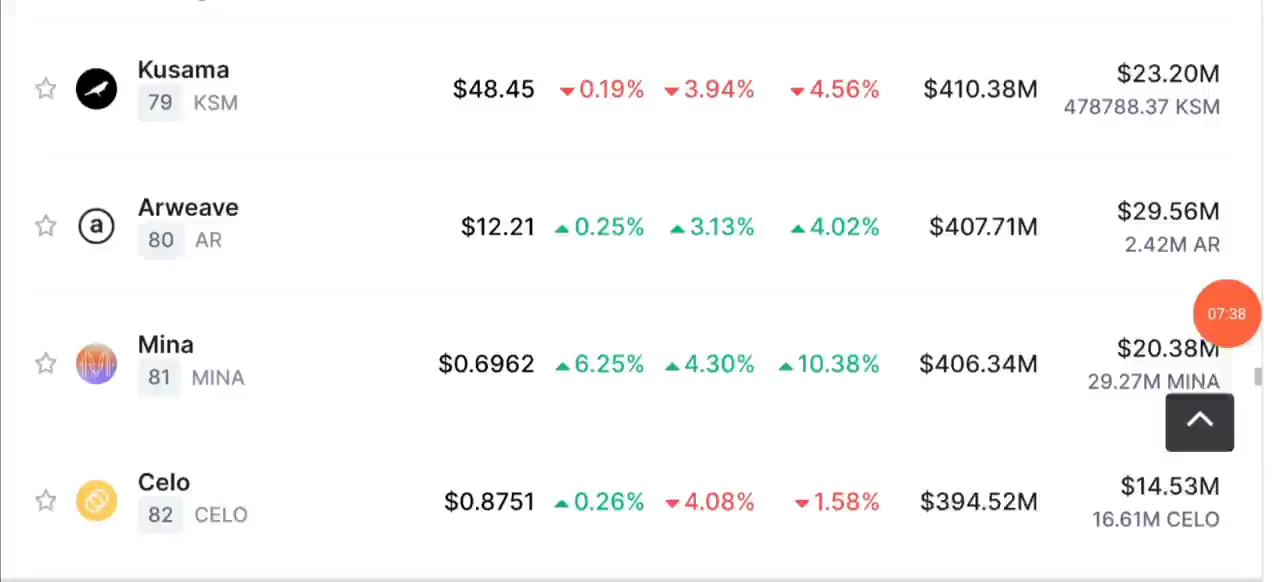 Kusama
79 KSM
$48.45 0.19% 3.94% 4.56% $410.38M
$23.20M
478788.37 KSM
a
Arweave
80 AR
$12.21 0.25% 3.13% 4.02% $407.71M
$29.56M
2.42M AR
07:38
Mina
81 MINA
$0.6962 6.25% 4.30% 10.38% $406.34M
$20.38M
29.27M MINA
Celo
82 CELO
$0.8751 0.26% 4.08% 1.58% $394.52M
$14.53M
16.61M CELO